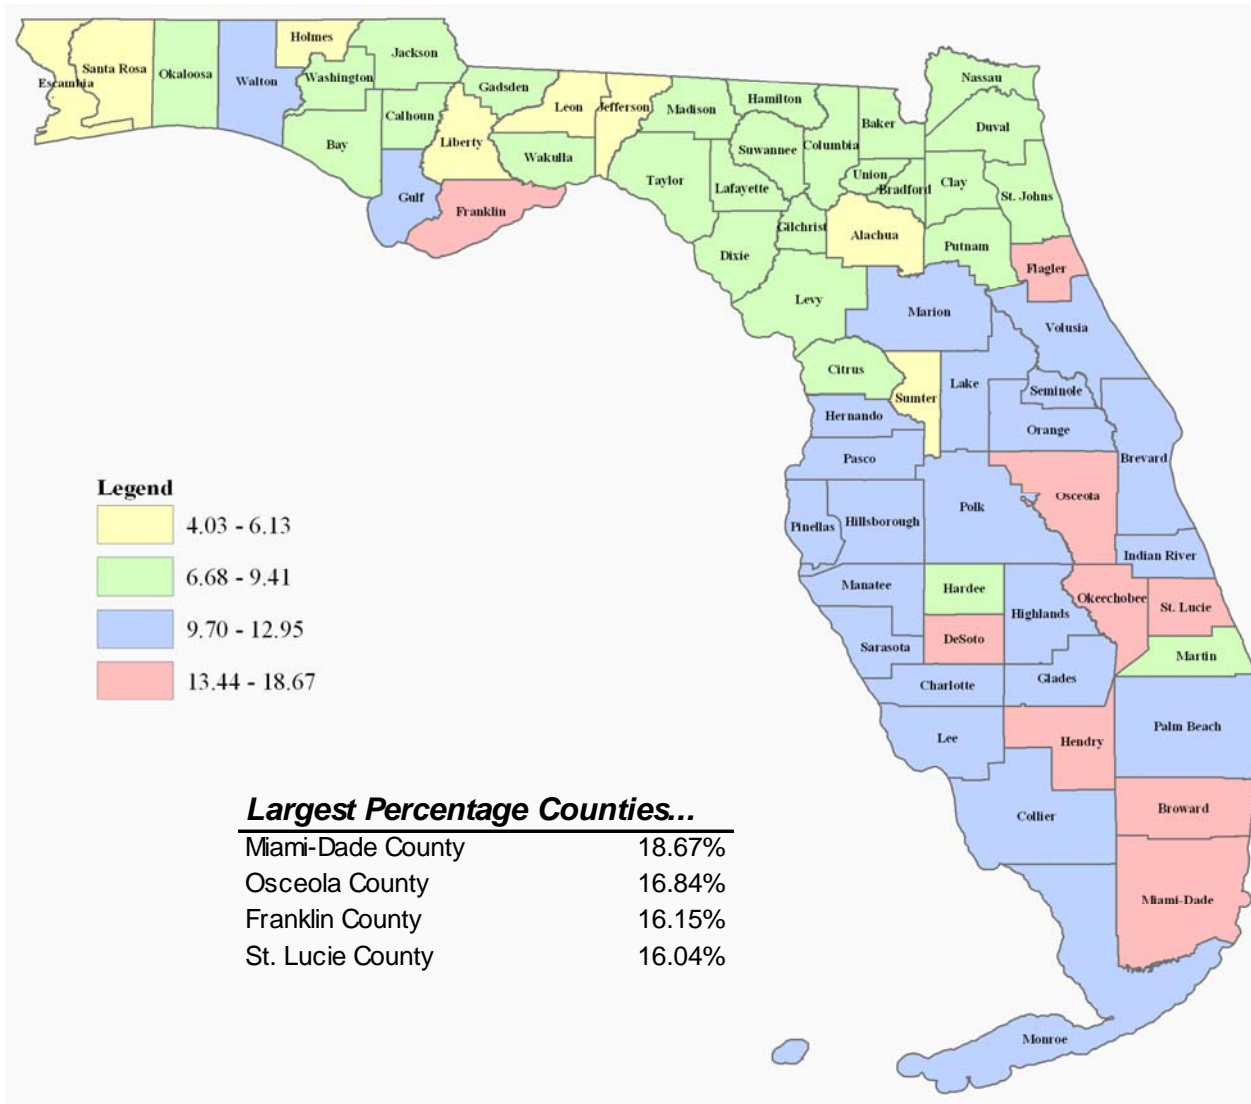 Holmes
Jackson
Escambia
Santa Rosa
Okaloosa
Walton
Washington
Gadsden
Calhoun
Leon
Jefferson
Madison
Hamilton
Nassau
Bay
Liberty
Wakulla
Suwannee
Columbia
Baker
Duval
Gulf
Franklin
Taylor
Lafayette
Union
Bradford
Clay
St. Johns
Gilchrist
Alachua
Putnam
Dixie
Flagler
Levy
Marion
Volusia
Citrus
Sumter
Lake
Seminole
Hernando
Orange
Pasco
Brevard
Polk
Osceola
Pinellas
Hillsborough
Indian River
Manatee
Hardee
Highlands
Okeechobee
St. Lucie
Sarasota
DeSoto
Martin
Charlotte
Glades
Lee
Hendry
Palm Beach
Collier
Broward
Miami-Dade
Monroe
Legend
4.03 - 6.13
6.68 - 9.41
9.70 - 12.95
13.44 - 18.67
Largest Percentage Counties...
Miami-Dade County 18.67%
Osceola County 16.84%
Franklin County 16.15%
St. Lucie County 16.04%